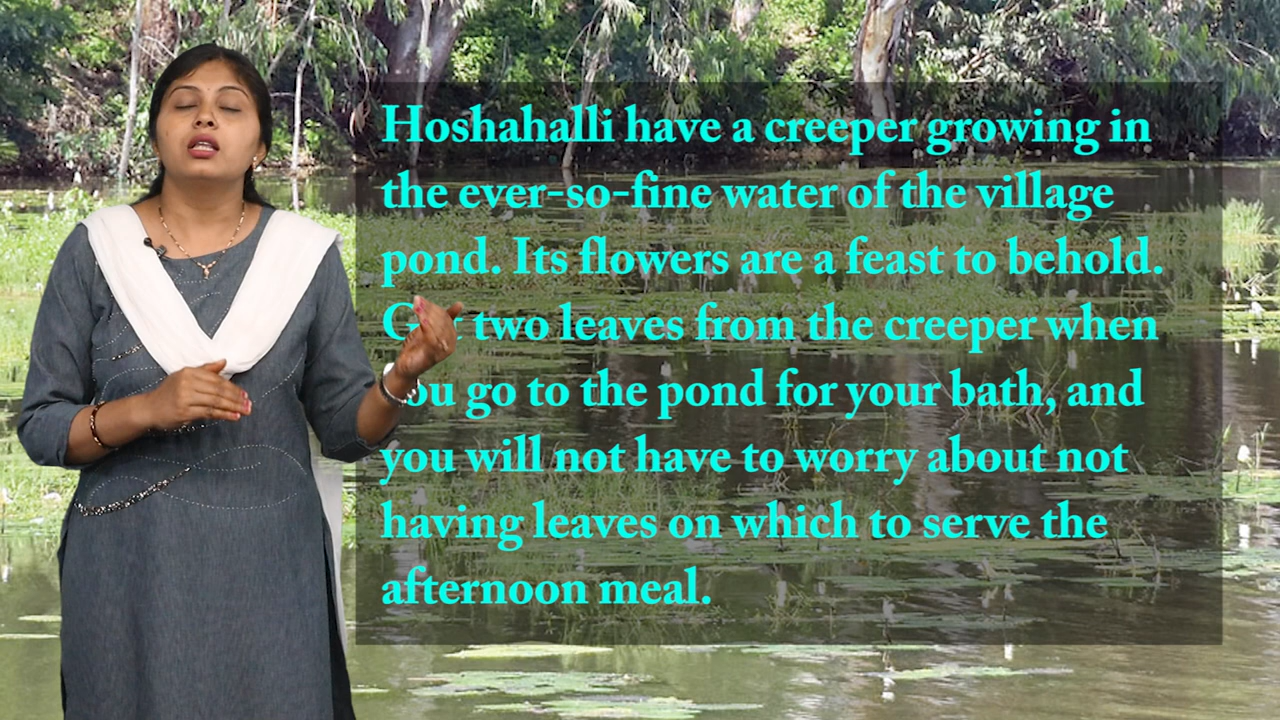 Hoshahalli have a creeper growing in
the ever-so-fine water of the village
pond. Its flowers are a feast to behold.
Get two leaves from the creeper when
you go to the pond for your bath, and
you will not have to worry about not
having leaves on which to serve the
afternoon meal.